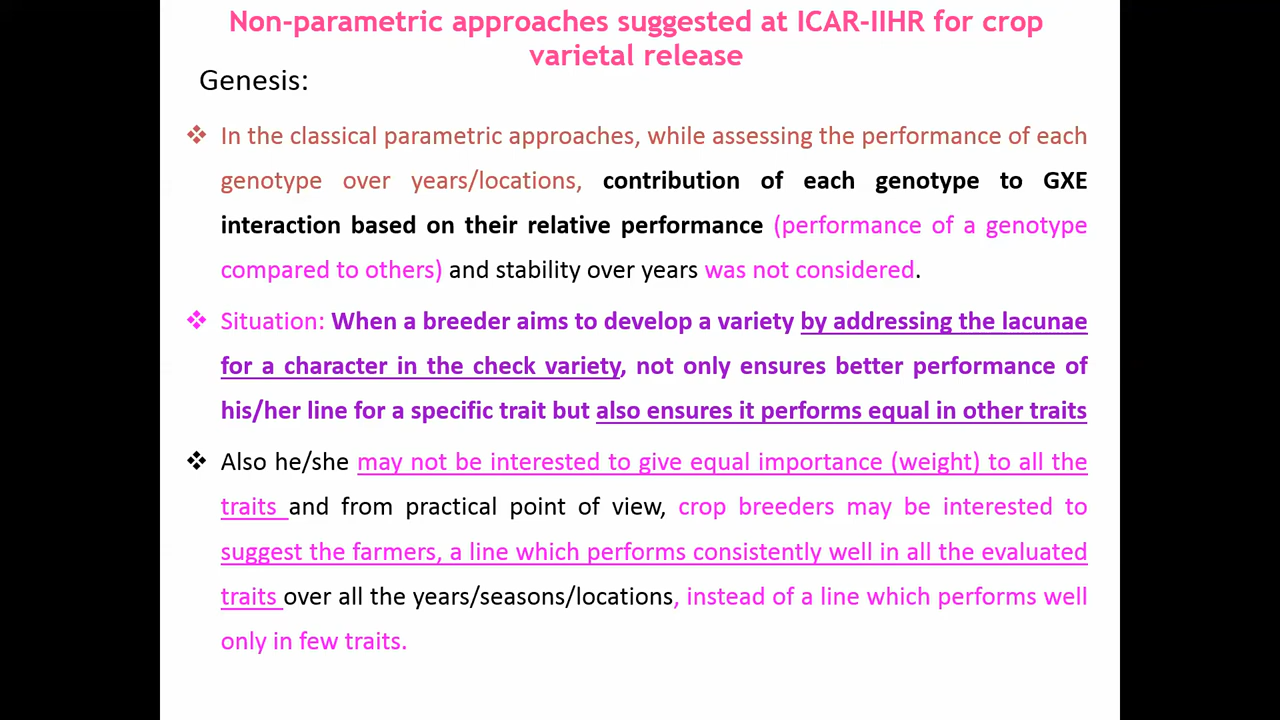 Non-parametric approaches suggested at ICAR-IIHR for crop
varietal release
Genesis:
❖ In the classical parametric approaches, while assessing the performance of each
genotype over years/locations, contribution of each genotype to GXE
interaction based on their relative performance (performance of a genotype
compared to others) and stability over years was not considered.
❖ Situation: When a breeder aims to develop a variety by addressing the lacunae
for a character in the check variety, not only ensures better performance of
his/her line for a specific trait but also ensures it performs equal in other traits
❖ Also he/she may not be interested to give equal importance (weight) to all the
traits and from practical point of view, crop breeders may be interested to
suggest the farmers, a line which performs consistently well in all the evaluated
traits over all the years/seasons/locations, instead of a line which performs well
only in few traits.